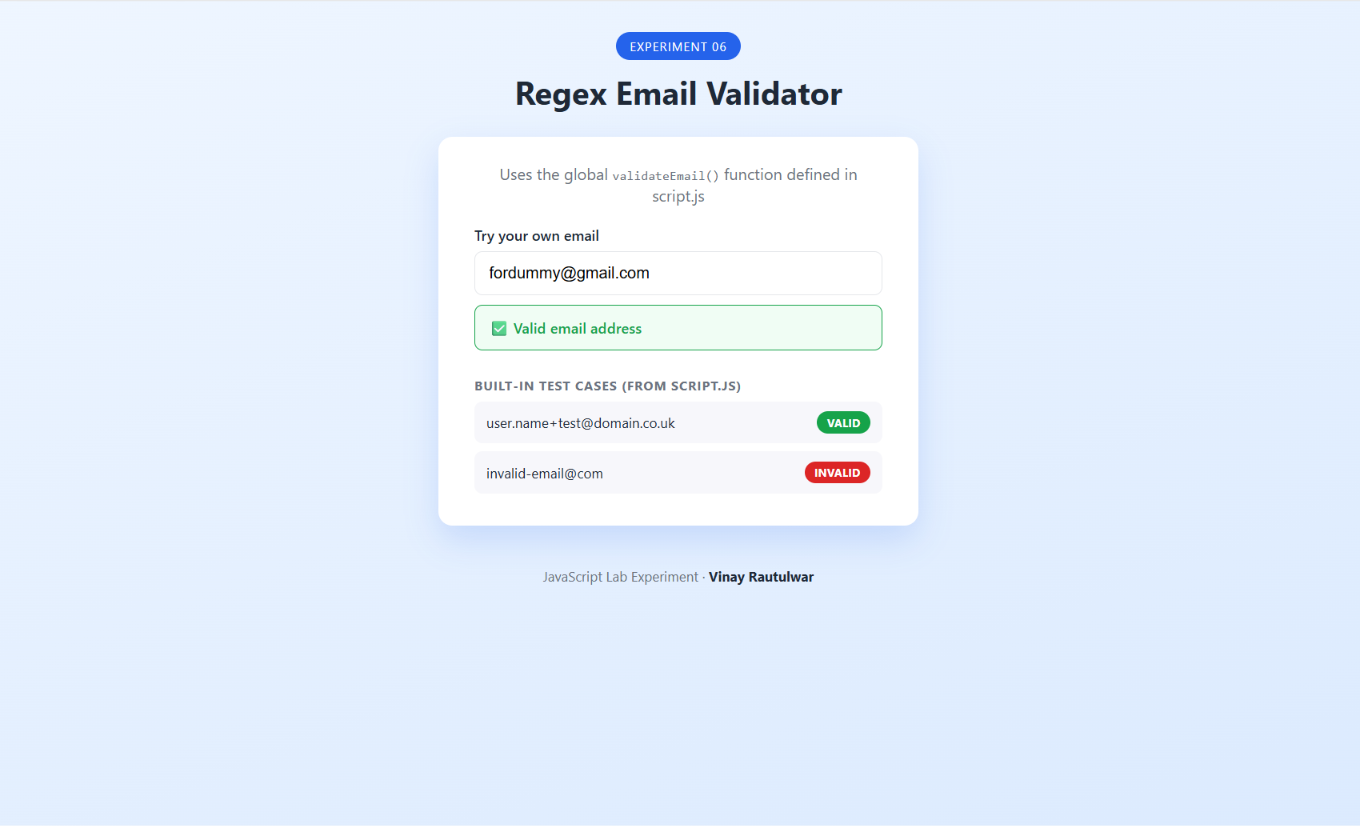 EXPERIMENT 06
Regex Email Validator
Uses the global validateEmail() function defined in
script.js
Try your own email
fordummy@gmail.com
✅ Valid email address
BUILT-IN TEST CASES (FROM SCRIPT.JS)
user.name+test@domain.co.uk VALID
invalid-email@com INVALID
JavaScript Lab Experiment · Vinay Rautulwar